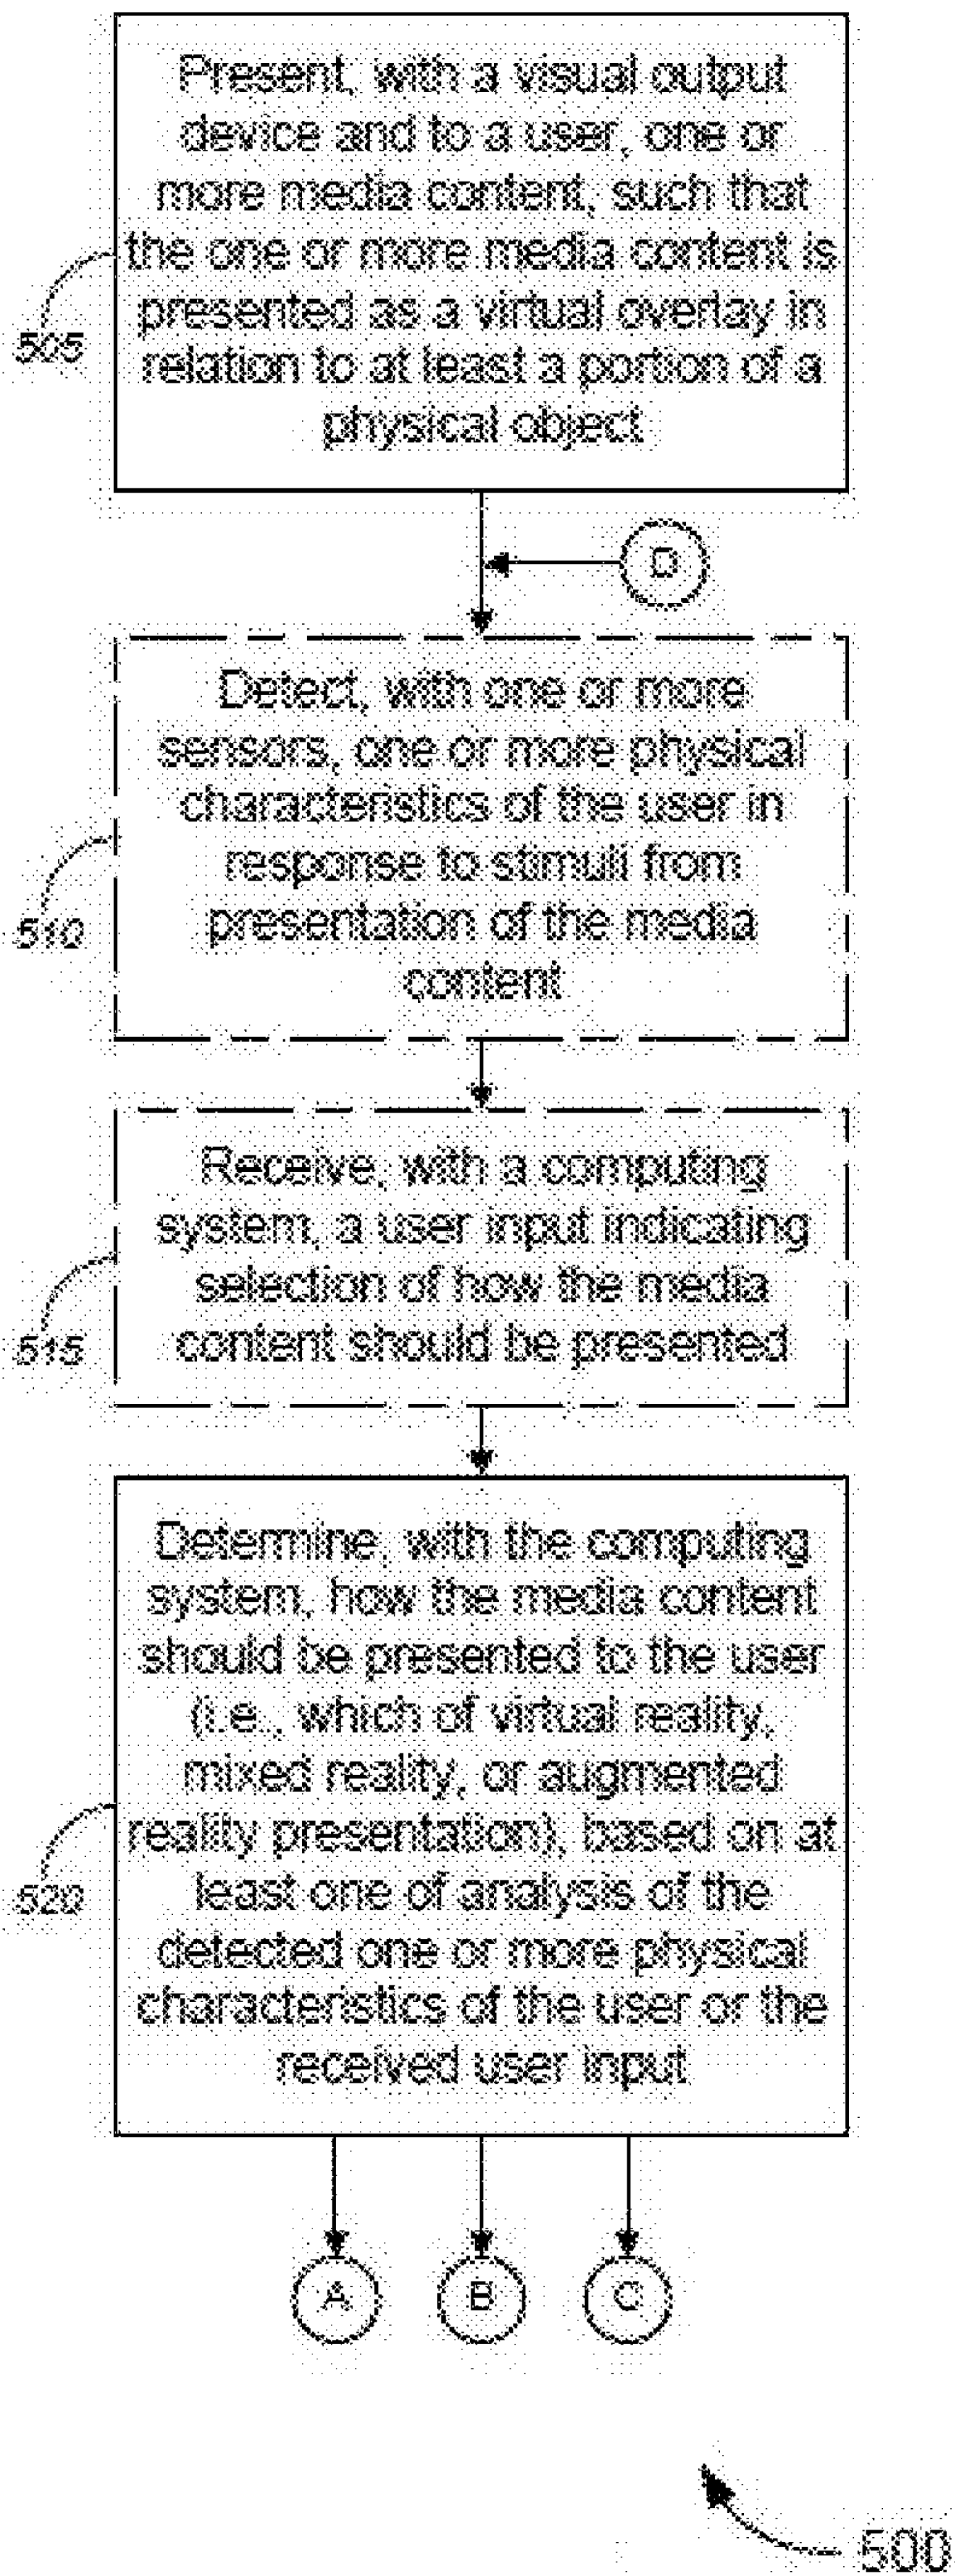 Present, with a visual output
device and to a user, one or
more media content, such that
the one or more media content is
presented as a virtual overlay in
relation to at least a portion of a
physical object
505
D
Detect, with one or more
sensors, one or more physical
characteristics of the user in
response to stimuli from
presentation of the media
content
510
Receive, with a computing
system, a user input indicating
selection of how the media
content should be presented
515
Determine, with the computing
system, how the media content
should be presented to the user
(i.e., which of virtual reality,
mixed reality, or augmented
reality presentation), based on at
least one of analysis of the
detected one or more physical
characteristics of the user or the
received user input
520
A
B
C
500